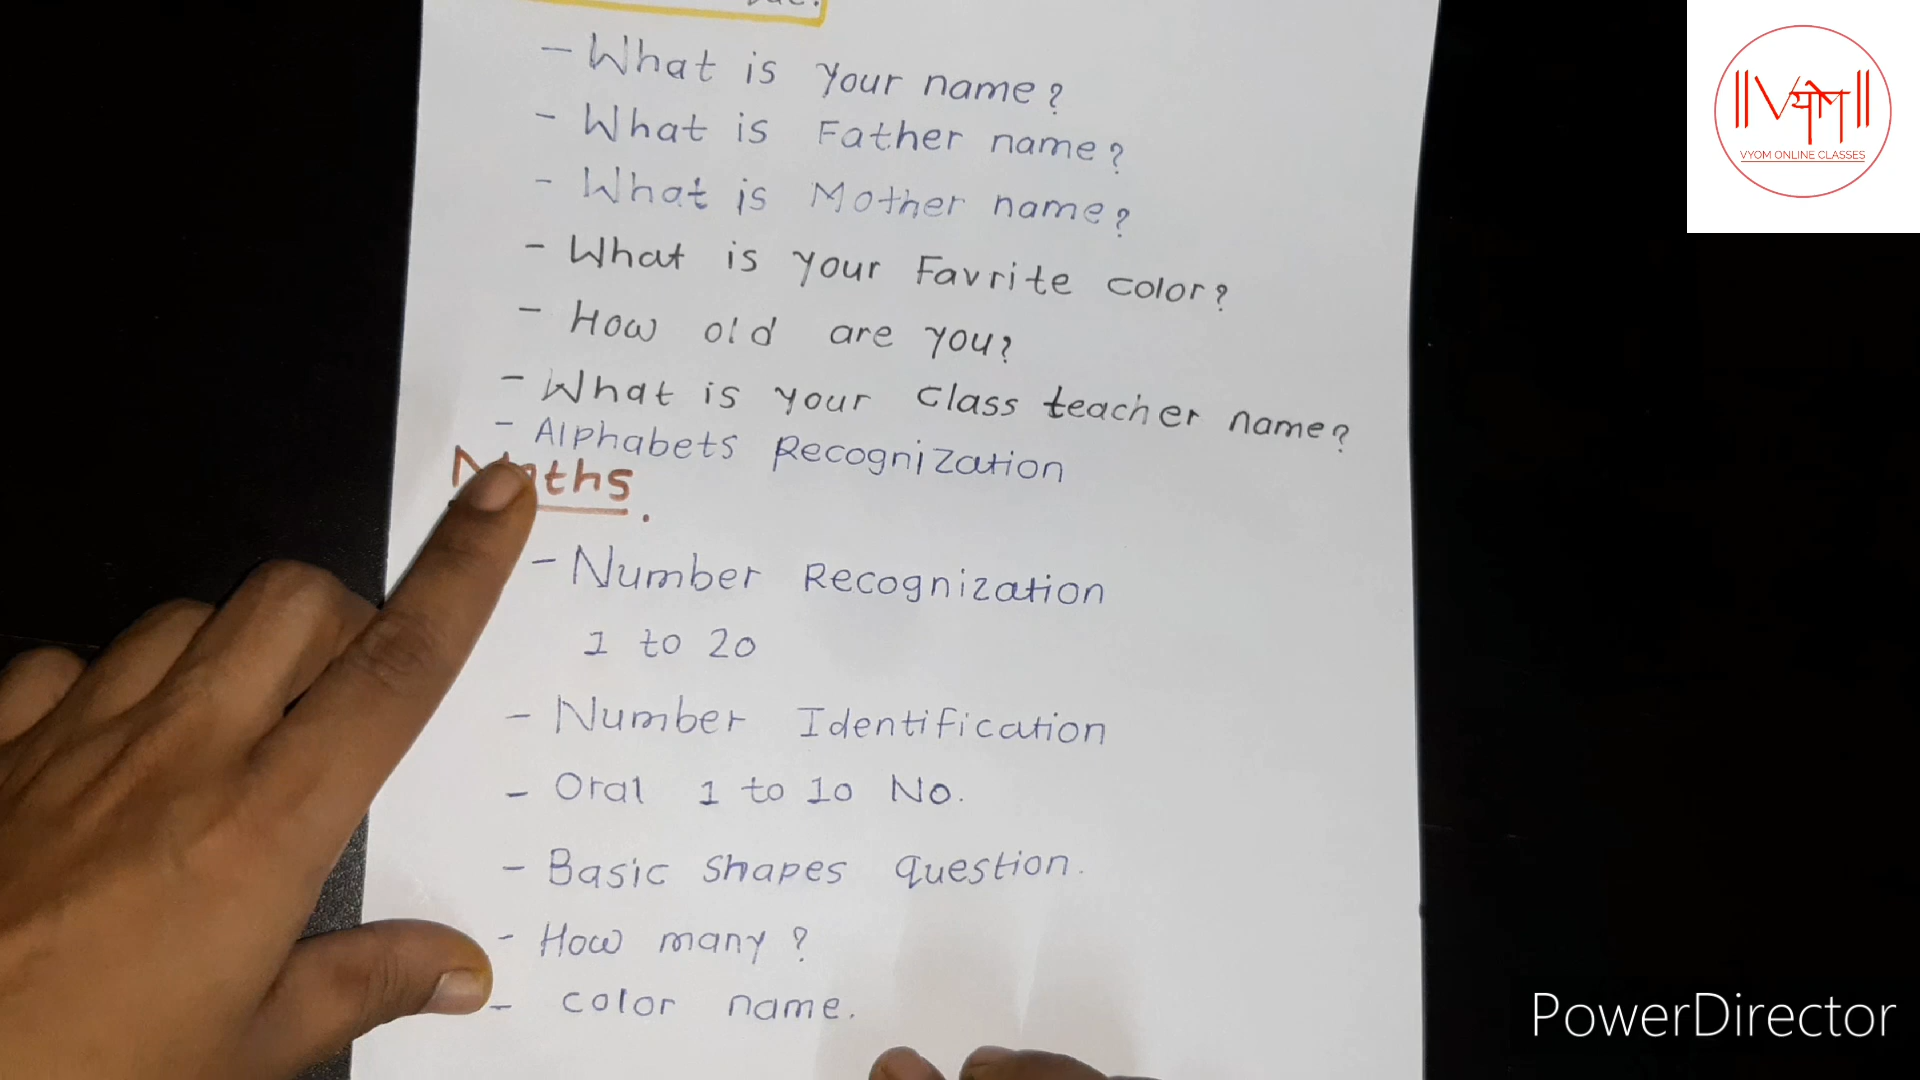 - What is your name?
- What is Father name?
- What is Mother name?
- What is your Favrite color?
- How old are you?
- What is your class teacher name?
- Alphabets Recognization
Maths.
- Number Recognization
1 to 20
- Number Identification
- Oral 1 to 10 No.
- Basic shapes question.
- How many?
- color name.
||Vयोम||
VYOM ONLINE CLASSES
PowerDirector